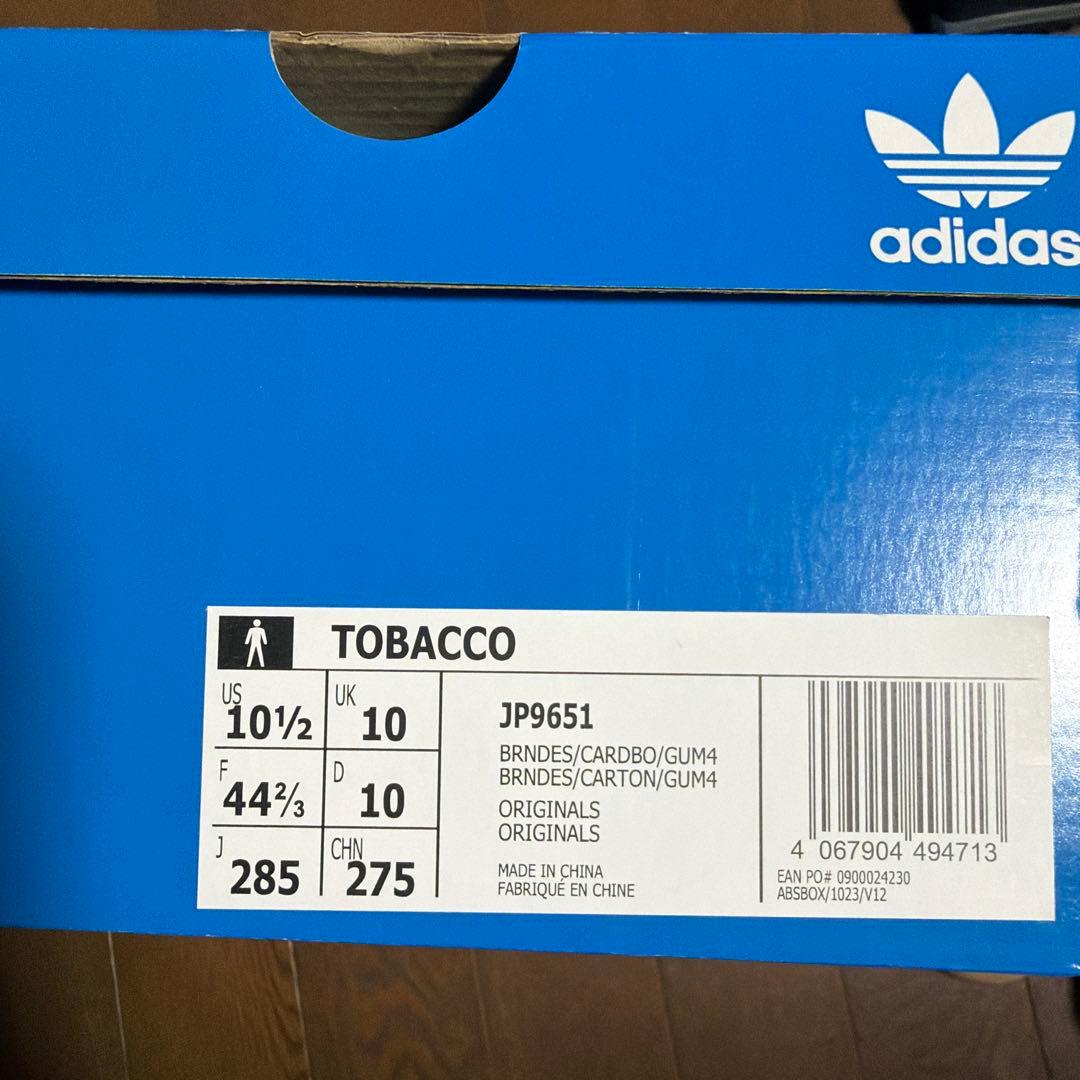 adidas
TOBACCO
US
10½
UK
10
F
44⅔
D
10
J
285
CHN
275
JP9651
BRNDES/CARDBO/GUM4
BRNDES/CARTON/GUM4
ORIGINALS
ORIGINALS
MADE IN CHINA
FABRIQUÉ EN CHINE
4 067904 494713
EAN PO# 0900024230
ABSBOX/1023/V12